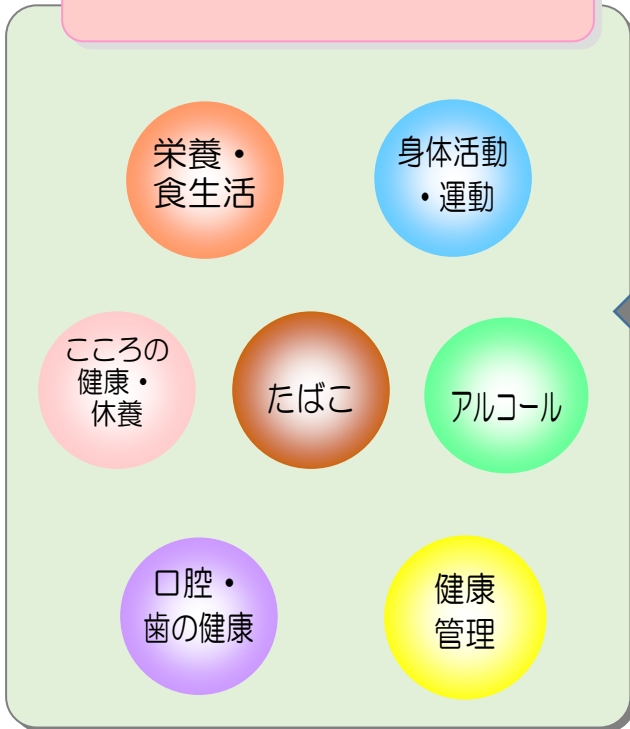 栄養・
食生活
身体活動
・運動
こころの
健康・
休養
たばこ
アルコール
口腔・
歯の健康
健康
管理